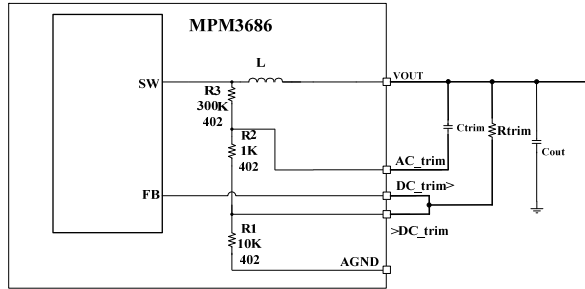 MPM3686
L
SW
VOUT
R3
300K
402
Ctrim
Rtrim
R2
1K
402
Cout
AC_trim
DC_trim>
FB
>DC_trim
R1
10K
402
AGND